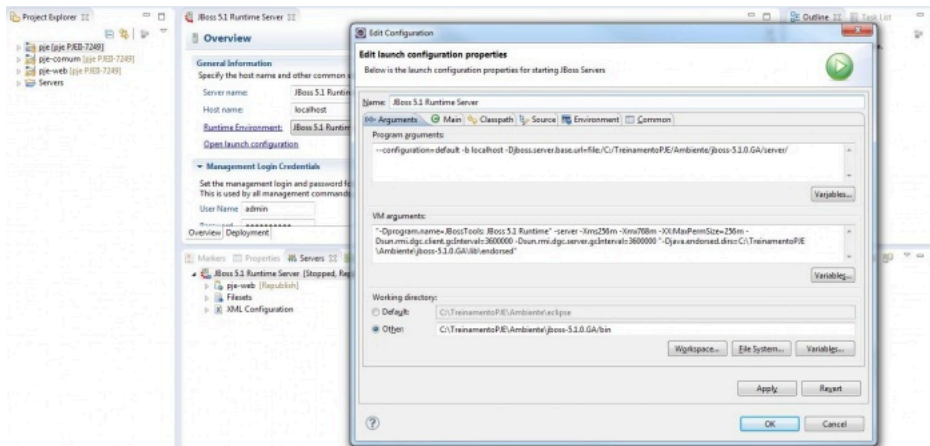 Project Explorer
pje [pje PJEII-7249]
pje-comum [pje PJEII-7249]
pje-web [pje PJEII-7249]
Servers
JBoss 5.1 Runtime Server
Overview
General Information
Specify the host name and other common s
Server name: JBoss 5.1 Runtime
Host name: localhost
Runtime Environment: JBoss 5.1 Runtim
Open launch configuration
Management Login Credentials
Set the management login and password fo
This is used by all management commands
User Name admin
Overview Deployment
Markers Properties Servers
JBoss 5.1 Runtime Server [Stopped, Rep
pje-web [Republish]
Filesets
XML Configuration
Outline Task List
Edit Configuration
Edit launch configuration properties
Below is the launch configuration properties for starting JBoss Servers
Name: JBoss 5.1 Runtime Server
Arguments Main Classpath Source Environment Common
Program arguments:
--configuration=default -b localhost -Djboss.server.base.url=file:/C:/TreinamentoPJE/Ambiente/jboss-5.1.0.GA/server/
Variables...
VM arguments:
"-Dprogram.name=JBossTools: JBoss 5.1 Runtime" -server -Xms256m -Xmx768m -XX:MaxPermSize=256m -
Dsun.rmi.dgc.client.gcInterval=3600000 -Dsun.rmi.dgc.server.gcInterval=3600000 "-Djava.endorsed.dirs=C:\TreinamentoPJE
\Ambiente\jboss-5.1.0.GA\lib\endorsed"
Variables...
Working directory:
Default: C:\TreinamentoPJE\Ambiente\eclipse
Other: C:\TreinamentoPJE\Ambiente\jboss-5.1.0.GA/bin
Workspace... File System... Variables...
Apply Revert
OK Cancel